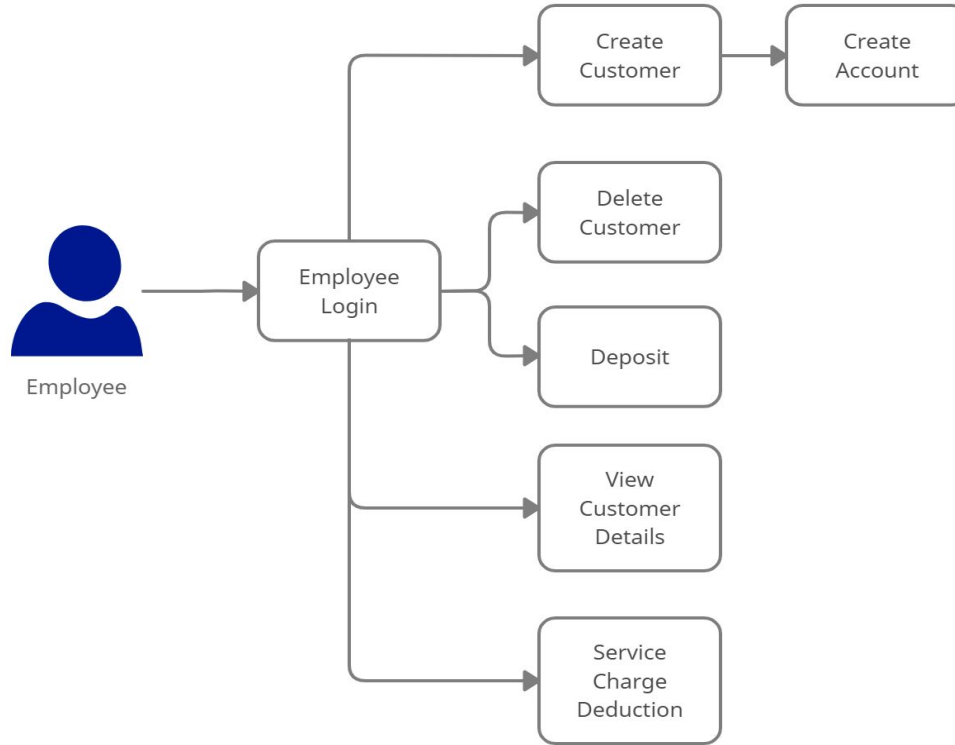 Create
Customer
Create
Account
Delete
Customer
Employee
Login
Deposit
Employee
View
Customer
Details
Service
Charge
Deduction